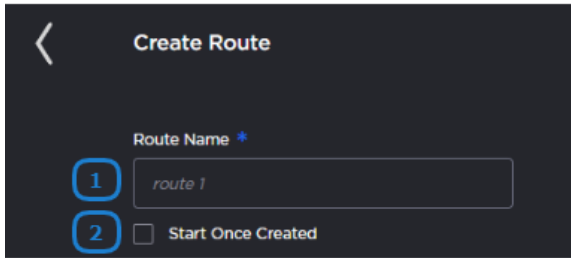 Create Route
Route Name *
1
route 1
2
Start Once Created